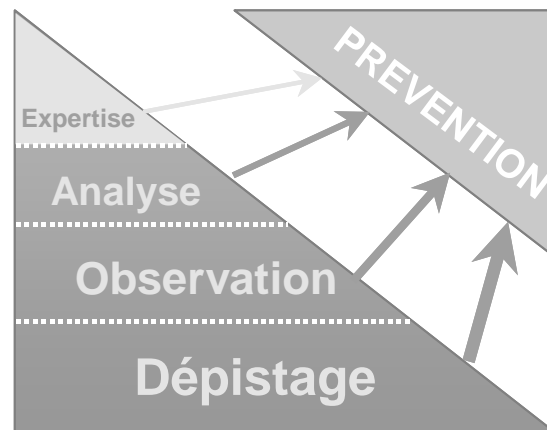 PREVENTION
Expertise
Analyse
Observation
Dépistage